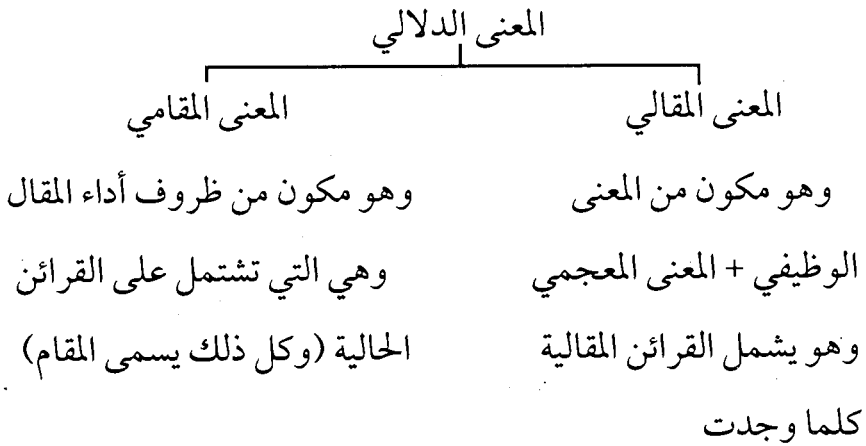 المعنى الدلالي
المعنى المقالي
وهو مكون من المعنى
الوظيفي + المعنى المعجمي
وهو يشمل القرائن المقالية
كلما وجدت
المعنى المقامي
وهو مكون من ظروف أداء المقال
وهي التي تشتمل على القرائن
الحالية (وكل ذلك يسمى المقام)